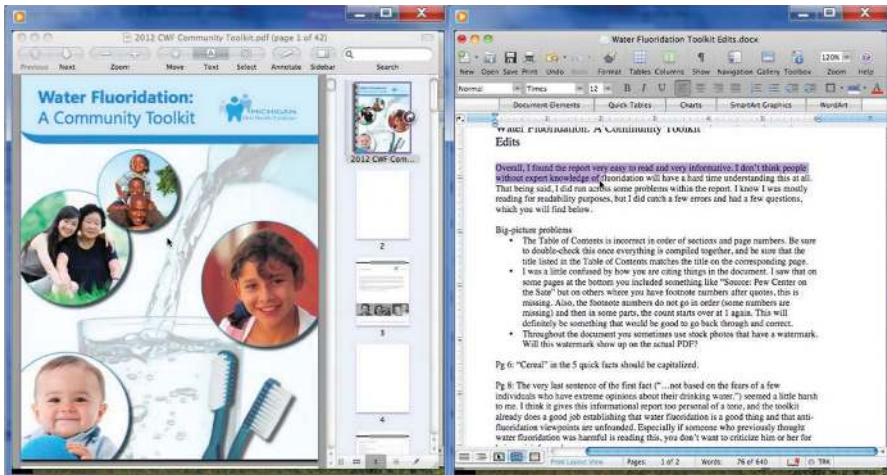 2012 CWF Community Toolkit.pdf (page 1 of 42)
Previous Next Zoom Move Text Select Annotate Sidebar Search
Water Fluoridation:
A Community Toolkit
MICHIGAN
2012 CWF Com...
2
3
4
Water Fluoridation Toolkit Edits.docx
120%
New Open Save Print Undo Format Tables Columns Show Navigation Gallery Toolbox Zoom Help
Normal Times 12 B I U
Document Elements Quick Tables Charts SmartArt Graphics WordArt
Water Fluoridation: A Community Toolkit
Edits
Overall, I found the report very easy to read and very informative. I don't think people
without expert knowledge of fluoridation will have a hard time understanding this at all.
That being said, I did run across some problems within the report. I know I was mostly
reading for readability purposes, but I did catch a few errors and had a few questions,
which you will find below.
Big-picture problems
• The Table of Contents is incorrect in order of sections and page numbers. Be sure
to double-check this once everything is compiled together, and be sure that the
title listed in the Table of Contents matches the title on the corresponding page.
• I was a little confused by how you are citing things in the document. I saw that on
some pages at the bottom you included something like "Source: Pew Center on
the Sate" but on others where you have footnote numbers after quotes, this is
missing. Also, the footnote numbers do not go in order (some numbers are
missing) and then in some parts, the count starts over at 1 again. This will
definitely be something that would be good to go back through and correct.
• Throughout the document you sometimes use stock photos that have a watermark.
Will this watermark show up on the actual PDF?
Pg 6: "Cereal" in the 5 quick facts should be capitalized.
Pg 8: The very last sentence of the first fact ("…not based on the fears of a few
individuals who have extreme opinions about their drinking water.") seemed a little harsh
to me. I think it gives this informational report too personal of a tone, and the toolkit
already does a good job establishing that water fluoridation is a good thing and that anti-
fluoridation viewpoints are unfounded. Especially if someone who previously thought
water fluoridation was harmful is reading this, you don't want to criticize him or her for
Print Layout View Pages: 1 of 2 Words: 76 of 640 TRK